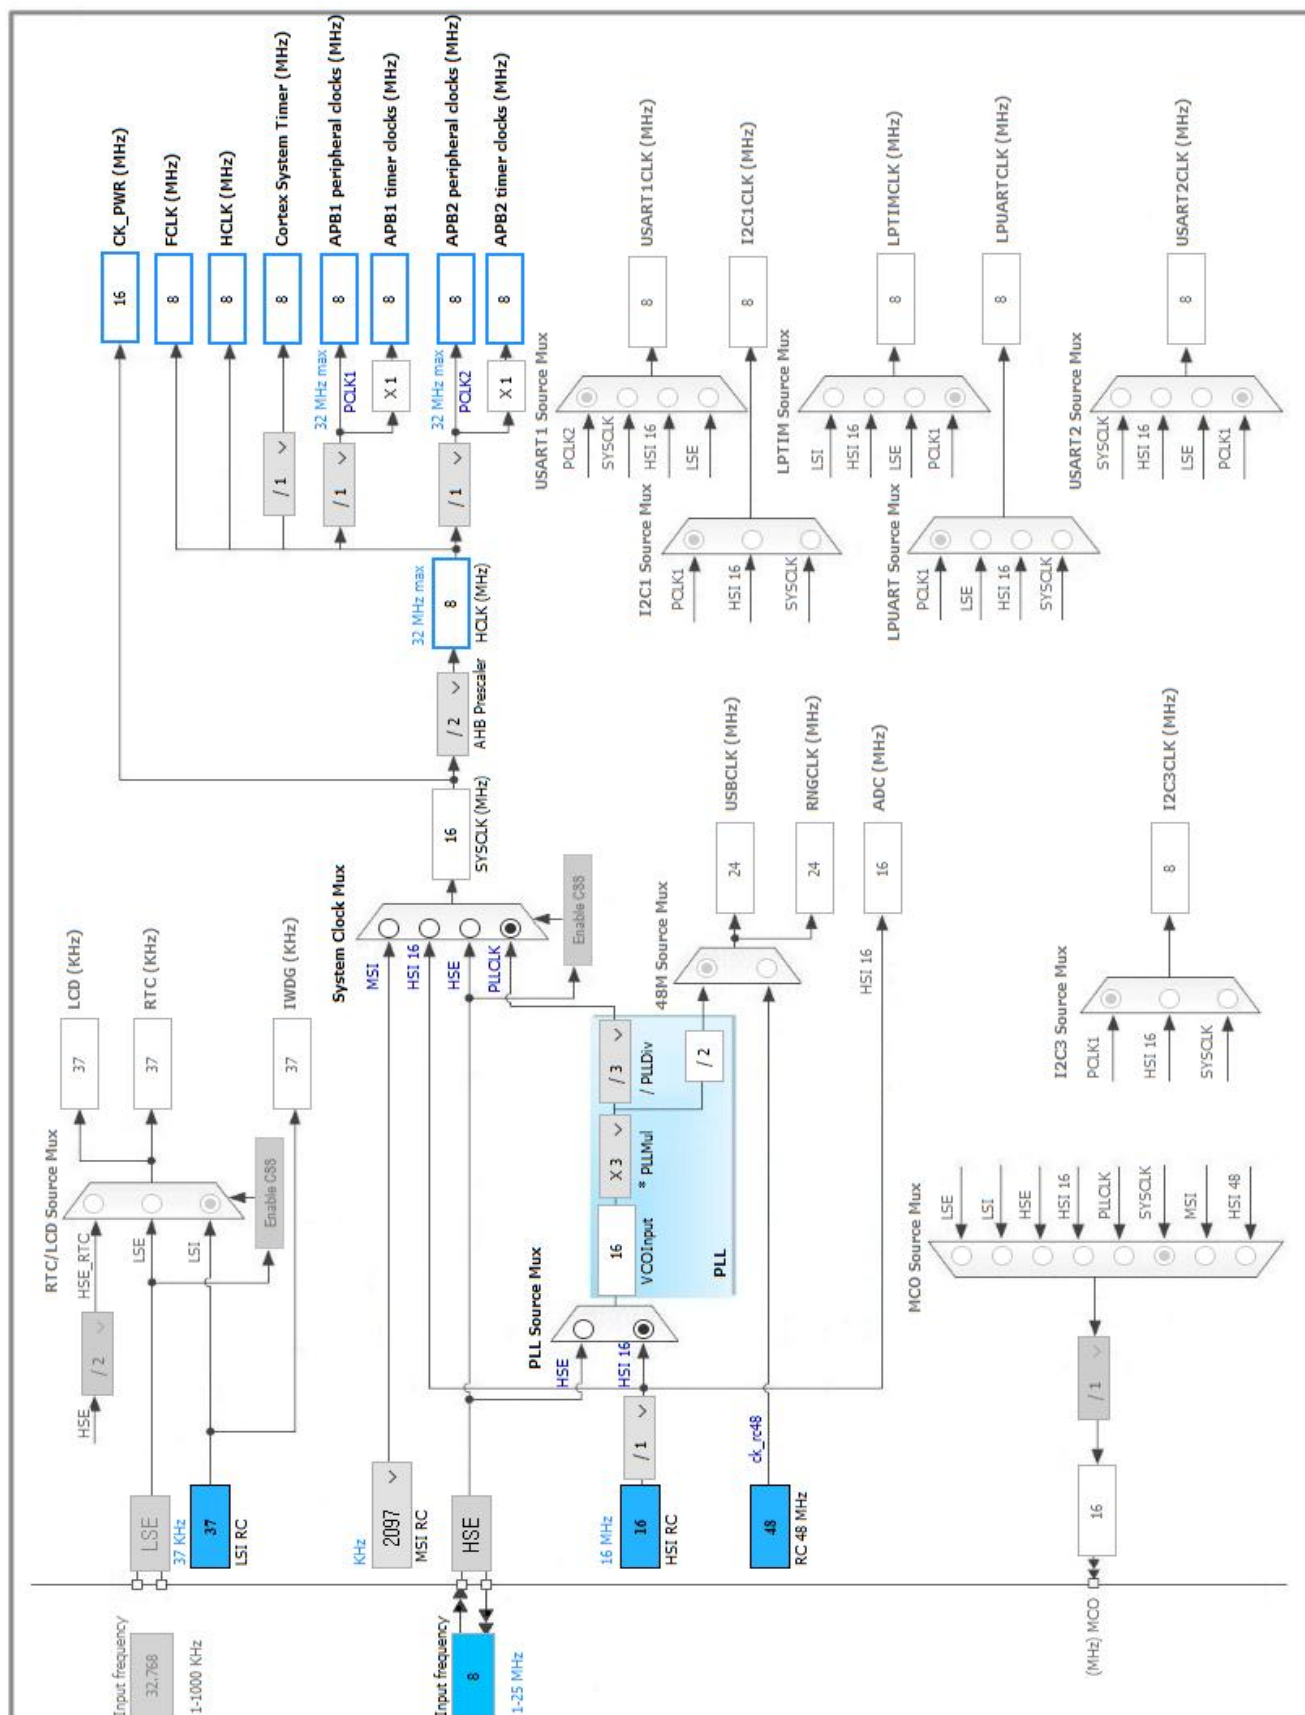 Input frequency
32.768
1-1000 KHz
LSE
37 KHz
37
LSI RC
HSE
/ 2
HSE_RTC
LSE
LSI
RTC/LCD Source Mux
Enable CSS
37
LCD (KHz)
37
RTC (KHz)
37
IWDG (KHz)
Input frequency
8
1-25 MHz
KHz
2097
MSI RC
HSE
16 MHz
16
HSI RC
/ 1
48
RC 48 MHz
ck_rc48
PLL Source Mux
HSE
HSI 16
16
VCOInput
X 3
* PLLMul
/ 3
/ PLLDiv
/ 2
PLL
System Clock Mux
MSI
HSI 16
HSE
PLLCLK
Enable CSS
16
SYSCLK (MHz)
/ 2
AHB Prescaler
32 MHz max
8
HCLK (MHz)
16
CK_PWR (MHz)
8
FCLK (MHz)
8
HCLK (MHz)
/ 1
8
Cortex System Timer (MHz)
/ 1
32 MHz max
PCLK1
8
APB1 peripheral clocks (MHz)
X 1
8
APB1 timer clocks (MHz)
/ 1
32 MHz max
PCLK2
8
APB2 peripheral clocks (MHz)
X 1
8
APB2 timer clocks (MHz)
48M Source Mux
24
USBCLK (MHz)
24
RNGCLK (MHz)
HSI 16
16
ADC (MHz)
USART1 Source Mux
PCLK2
SYSCLK
HSI 16
LSE
8
USART1CLK (MHz)
I2C1 Source Mux
PCLK1
HSI 16
SYSCLK
8
I2C1CLK (MHz)
LPTIM Source Mux
LSI
HSI 16
LSE
PCLK1
8
LPTIMCLK (MHz)
LPUART Source Mux
PCLK1
LSE
HSI 16
SYSCLK
8
LPUARTCLK (MHz)
USART2 Source Mux
SYSCLK
HSI 16
LSE
PCLK1
8
USART2CLK (MHz)
I2C3 Source Mux
PCLK1
HSI 16
SYSCLK
8
I2C3CLK (MHz)
MCO Source Mux
LSE
LSI
HSE
HSI 16
PLLCLK
SYSCLK
MSI
HSI 48
/ 1
16
(MHz) MCO